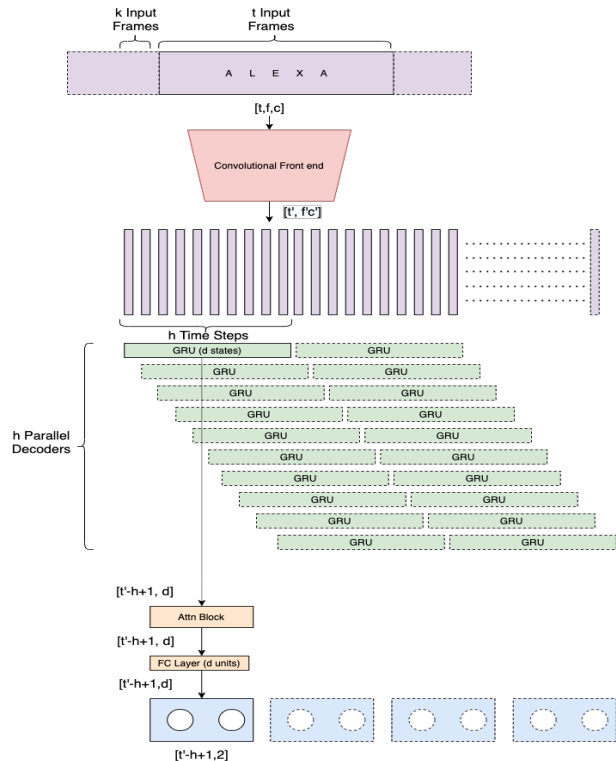 k Input Frames
t Input Frames
A L E X A
[t,f,c]
Convolutional Front end
[t', f'c']
h Time Steps
GRU (d states)
GRU
GRU
GRU
GRU
GRU
GRU
GRU
GRU
GRU
h Parallel Decoders
GRU
GRU
GRU
GRU
GRU
GRU
GRU
GRU
GRU
GRU
[t'-h+1, d]
Attn Block
[t'-h+1, d]
FC Layer (d units)
[t'-h+1,d]
[t'-h+1,2]